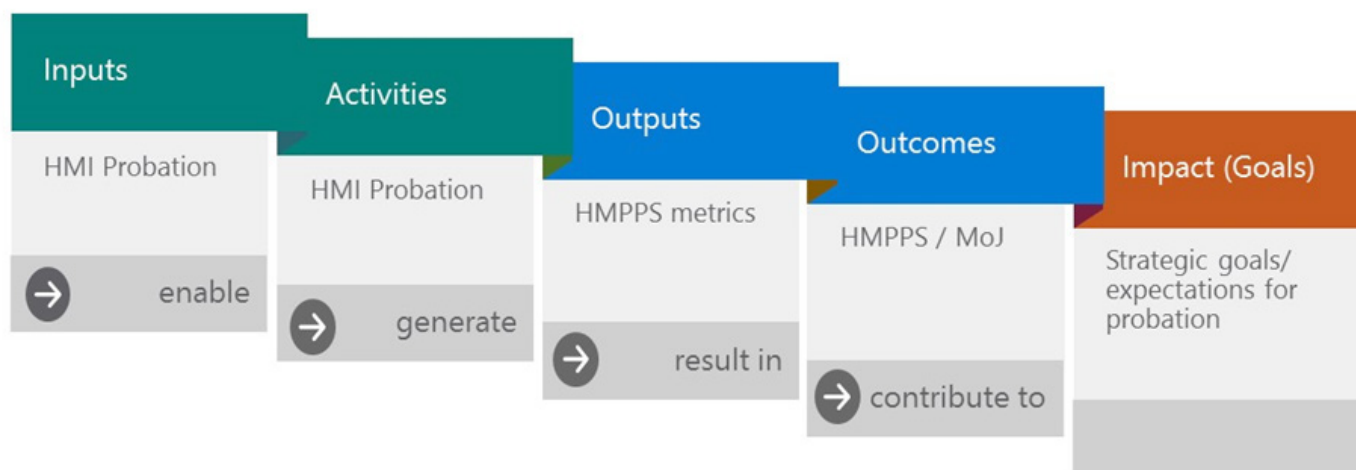 Inputs
HMI Probation
enable
Activities
HMI Probation
generate
Outputs
HMPPS metrics
result in
Outcomes
HMPPS / MoJ
contribute to
Impact (Goals)
Strategic goals/
expectations for
probation